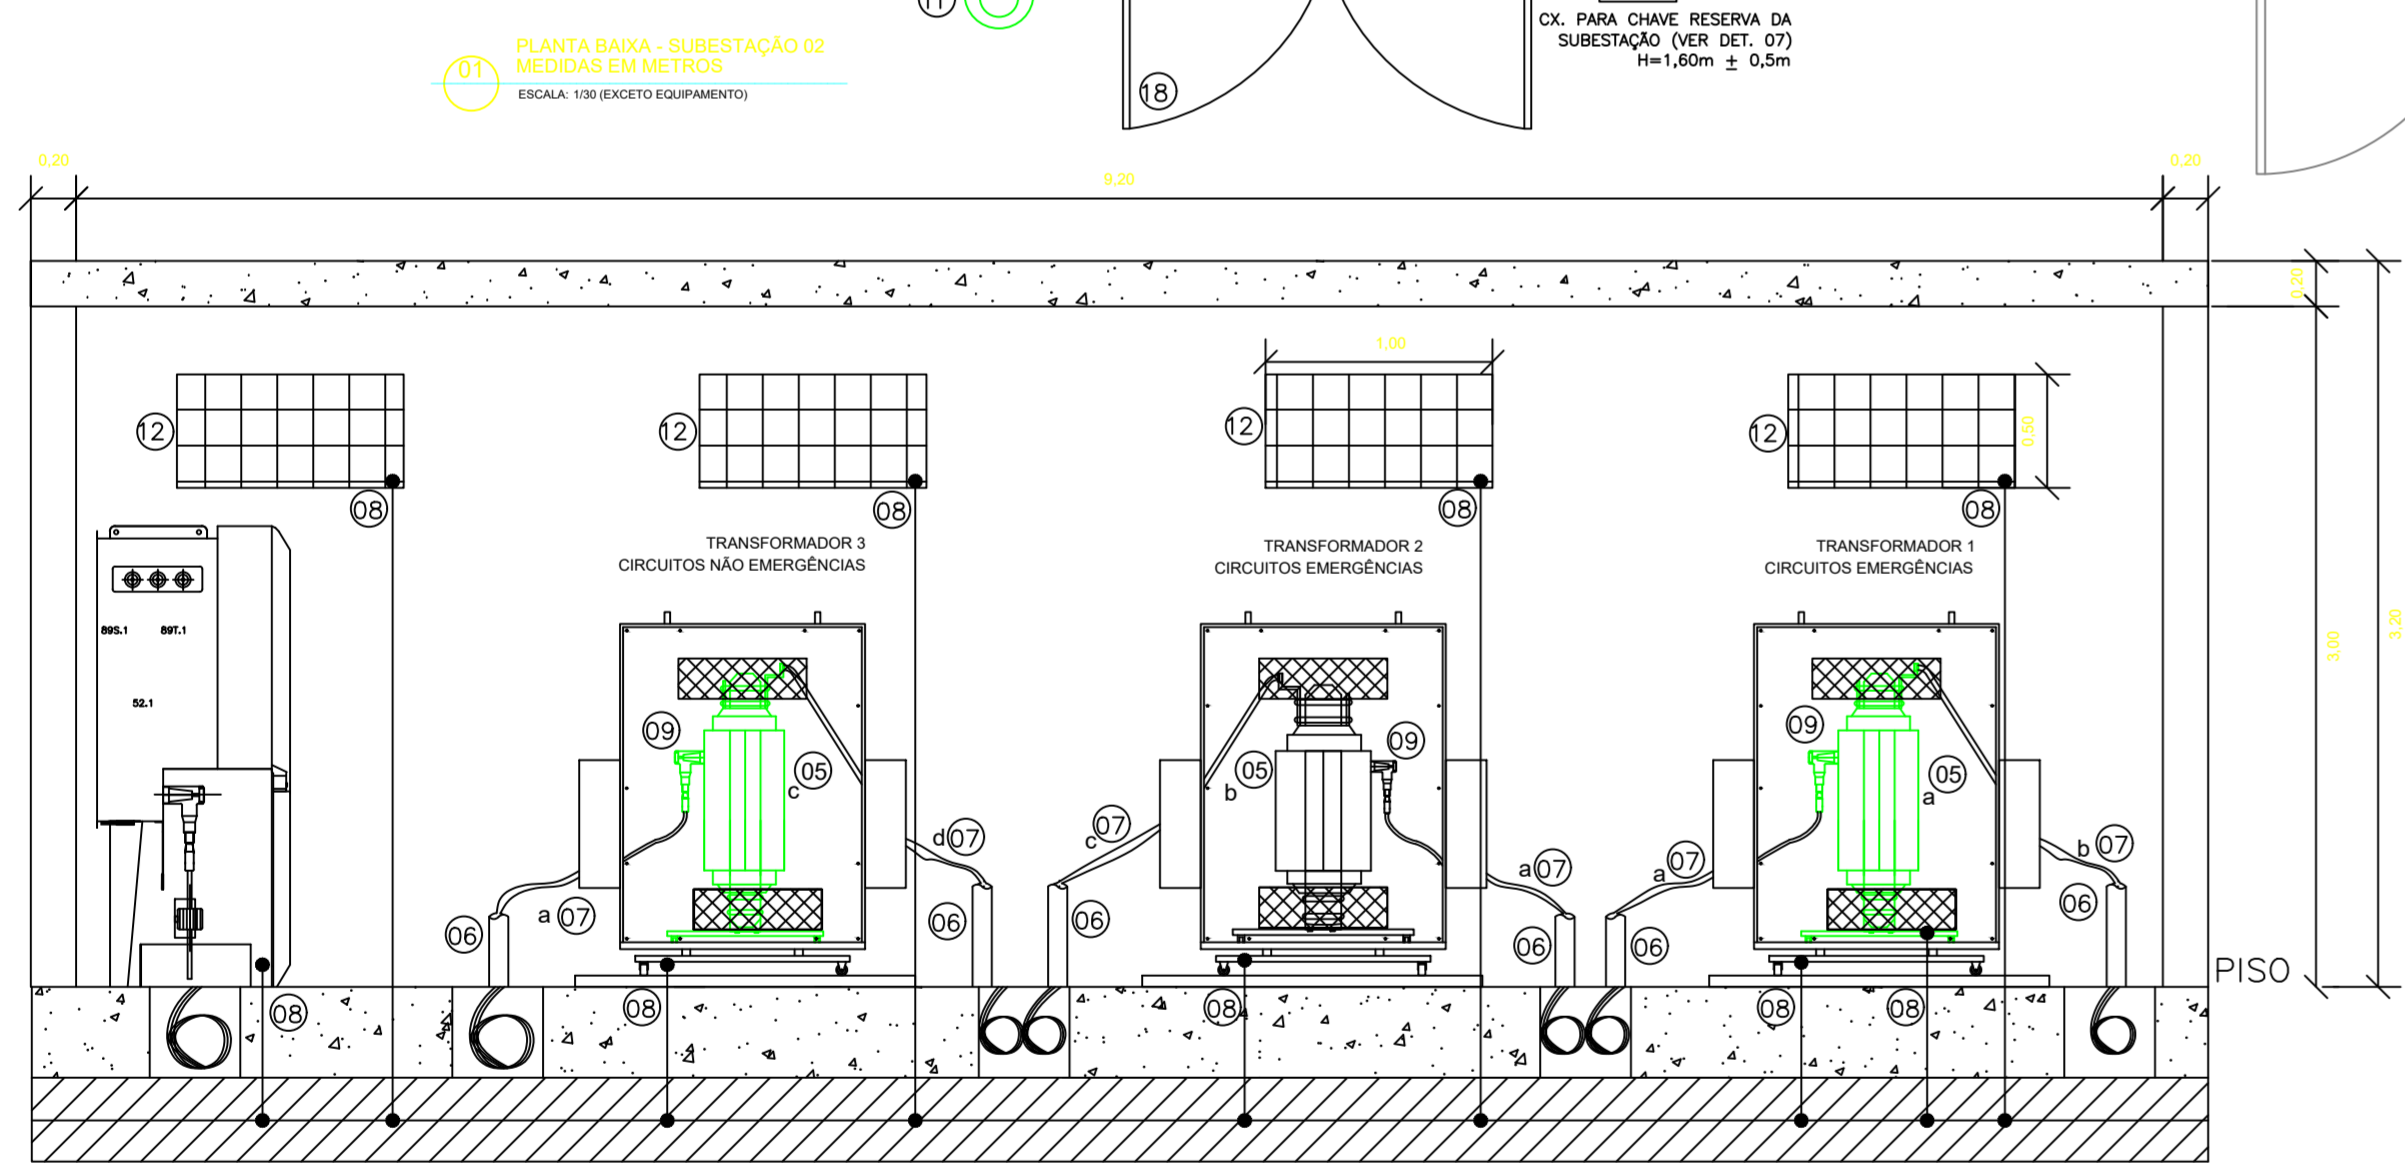 11
CX. PARA CHAVE RESERVA DA
SUBESTAÇÃO (VER DET. 07)
H=1,60m ± 0,5m
01
PLANTA BAIXA - SUBESTAÇÃO 02
MEDIDAS EM METROS
ESCALA: 1/30 (EXCETO EQUIPAMENTO)
18
0,20
9,20
0,20
0,20
1,00
12
12
12
12
0,50
08
08
08
08
TRANSFORMADOR 3
CIRCUITOS NÃO EMERGÊNCIAS
TRANSFORMADOR 2
CIRCUITOS EMERGÊNCIAS
TRANSFORMADOR 1
CIRCUITOS EMERGÊNCIAS
89S.1
89T.1
52.1
3,00
3,20
09
05
c
05
b
09
09
05
a
d 07
07
c
a 07
a 07
b 07
a 07
06
06
06
06
06
06
PISO
08
08
08
08
08